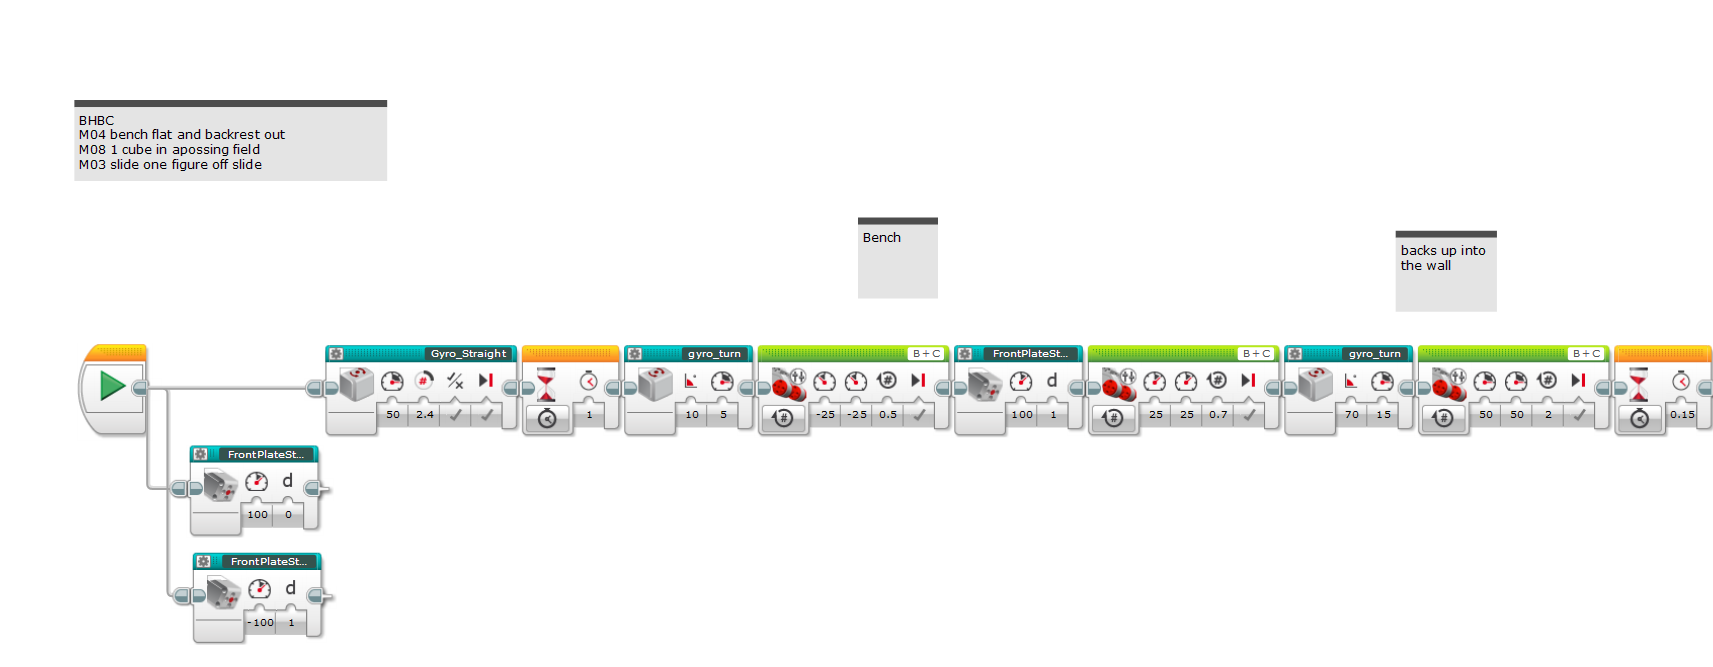 BHBC
M04 bench flat and backrest out
M08 1 cube in apossing field
M03 slide one figure off slide
Bench
backs up into
the wall
Gyro_Straight
50 2.4
1
gyro_turn
10 5
B + C
-25 -25 0.5
FrontPlateSt...
d
100 1
B + C
25 25 0.7
gyro_turn
70 15
B + C
50 50 2
0.15
FrontPlateSt...
d
100 0
FrontPlateSt...
d
-100 1